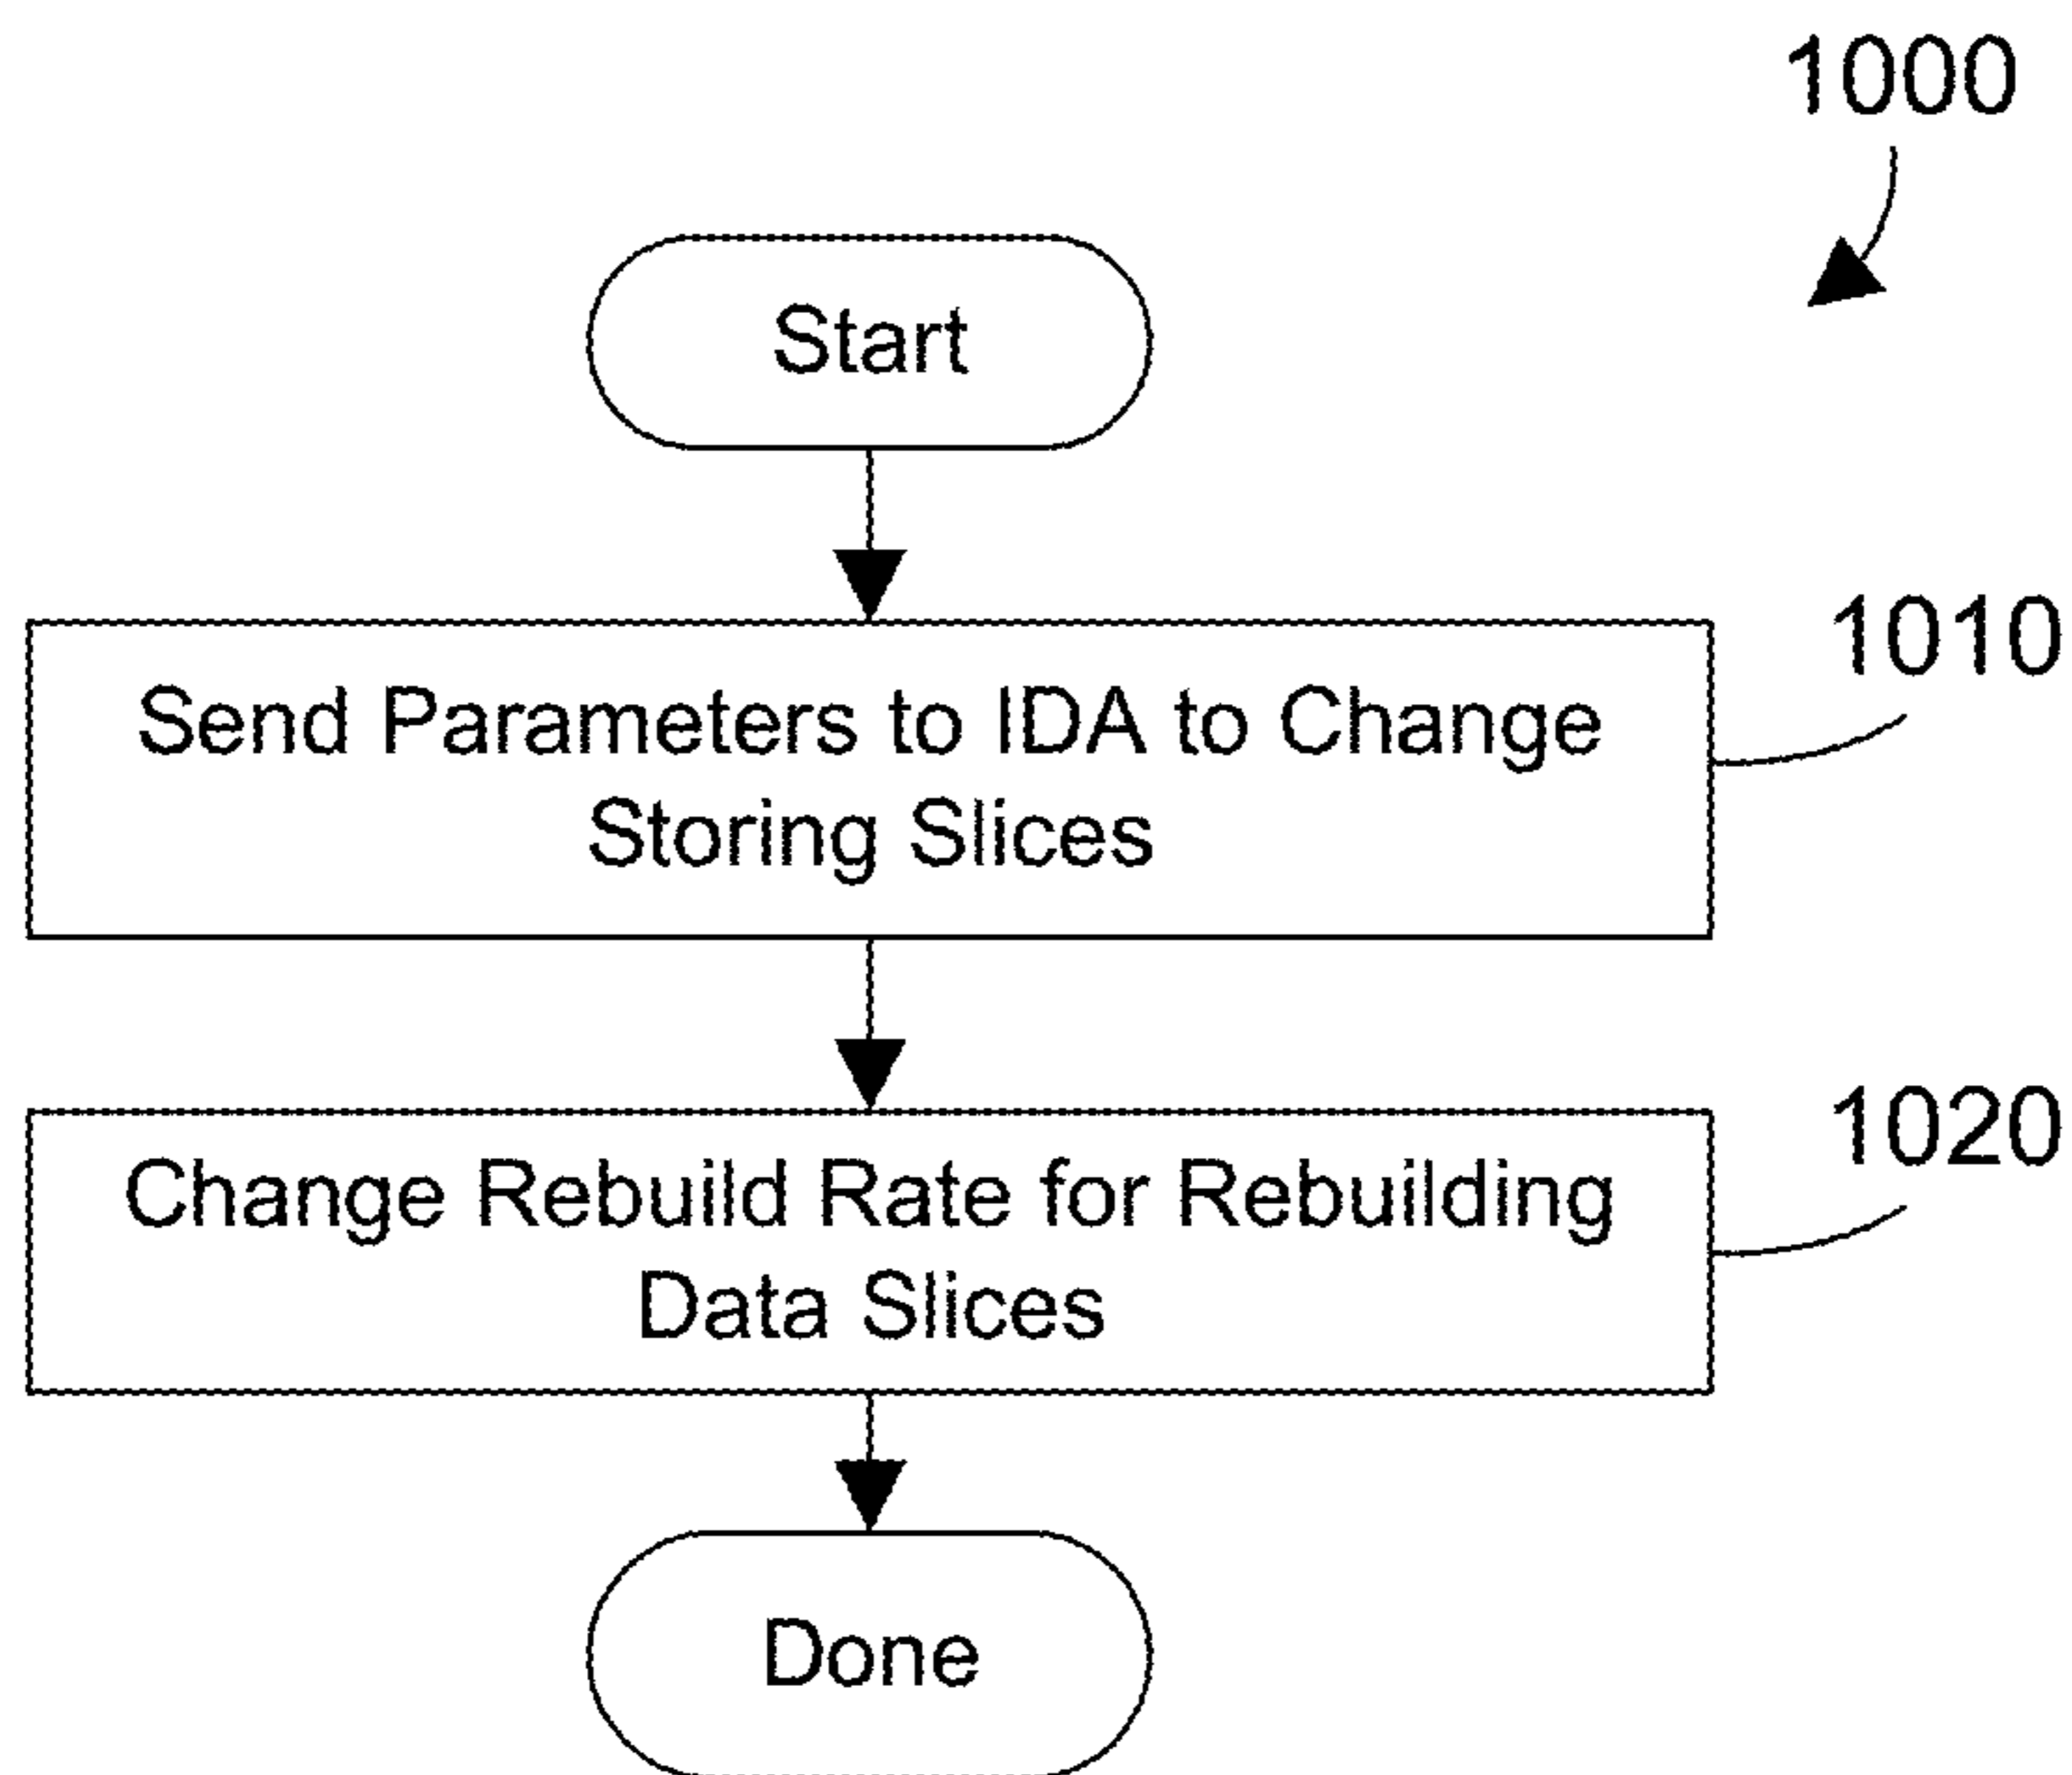 1000
Start
1010
Send Parameters to IDA to Change
Storing Slices
1020
Change Rebuild Rate for Rebuilding
Data Slices
Done